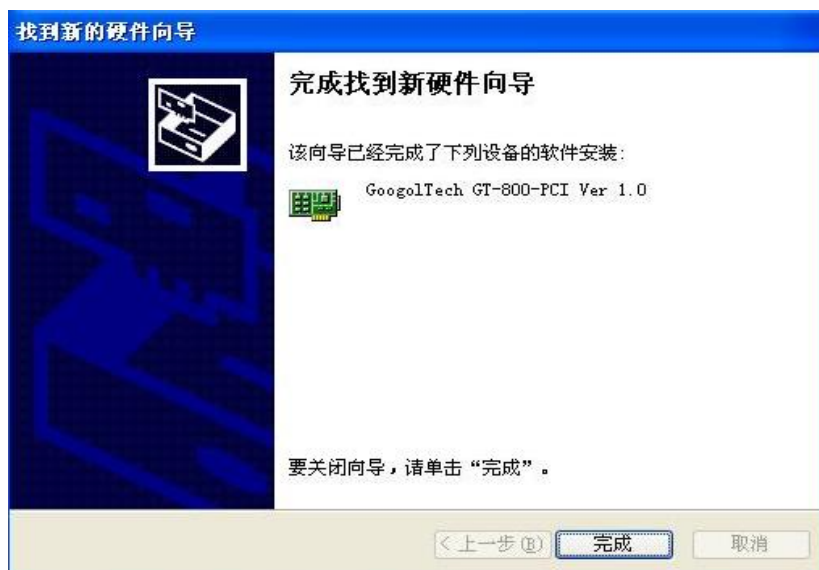 找到新的硬件向导
完成找到新硬件向导
该向导已经完成了下列设备的软件安装:
GoogolTech GT-800-PCI Ver 1.0
要关闭向导，请单击“完成”。
< 上一步(B)
完成
取消